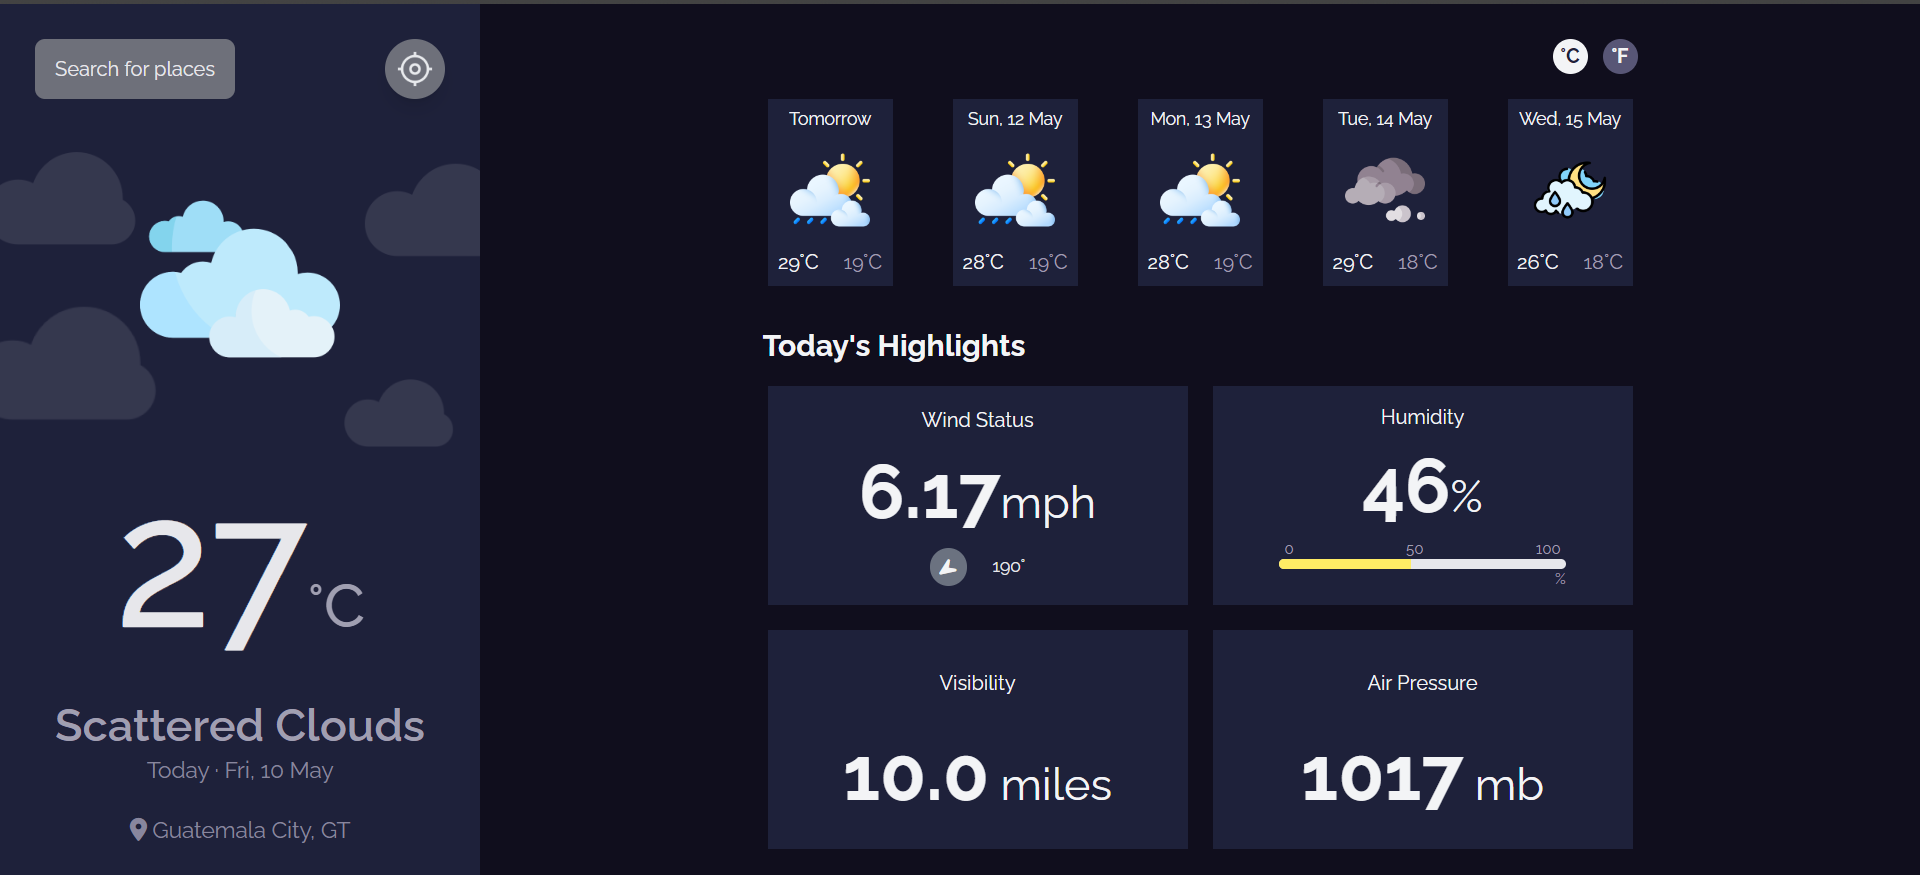 Search for places
27°C
Scattered Clouds
Today · Fri, 10 May
Guatemala City, GT
°C °F
Tomorrow
29°C 19°C
Sun, 12 May
28°C 19°C
Mon, 13 May
28°C 19°C
Tue, 14 May
29°C 18°C
Wed, 15 May
26°C 18°C
Today's Highlights
Wind Status
6.17mph
190°
Humidity
46%
0 50 100
%
Visibility
10.0 miles
Air Pressure
1017 mb